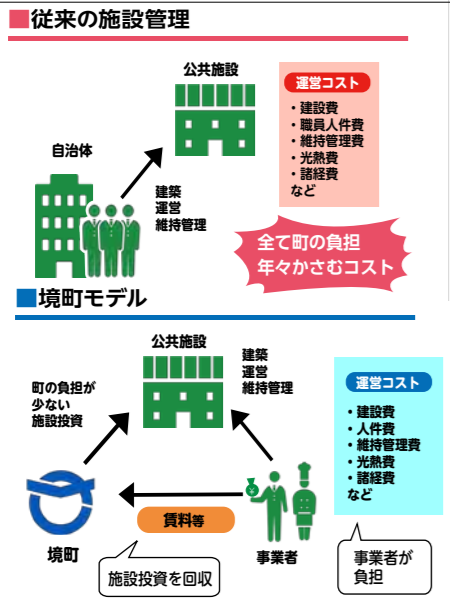 ■従来の施設管理
公共施設
自治体
建築
運営
維持管理
運営コスト
・建設費
・職員人件費
・維持管理費
・光熱費
・諸経費
など
全て町の負担
年々かさむコスト
■境町モデル
公共施設
町の負担が
少ない
施設投資
建築
運営
維持管理
境町
賃料等
事業者
施設投資を回収
運営コスト
・建設費
・人件費
・維持管理費
・光熱費
・諸経費
など
事業者が
負担